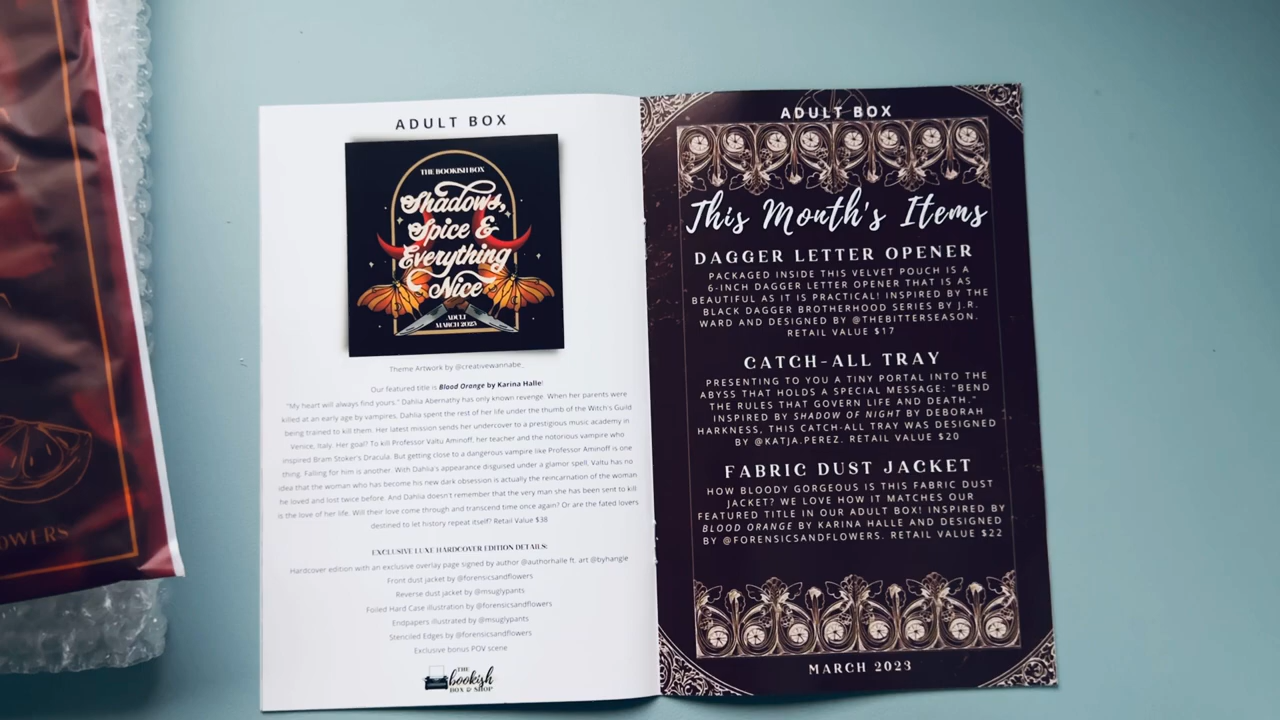 ADULT BOX
THE BOOKISH BOX
Shadows,
Spice &
Everything
Nice
ADULT
MARCH 2023
Theme Artwork by @creativewannabe_
Our featured title is Blood Orange by Karina Halle!
"My heart will always find yours." Dahlia Abernathy has only known revenge. When her parents were
killed at an early age by vampires, Dahlia spent the rest of her life under the thumb of the Witch's Guild
being trained to kill them. Her latest mission sends her undercover to a prestigious music academy in
Venice, Italy. Her goal? To kill Professor Valtu Aminoff, her teacher and the notorious vampire who
inspired Bram Stoker's Dracula. But getting close to a dangerous vampire like Professor Aminoff is one
thing. Falling for him is another. With Dahlia's appearance disguised under a glamor spell, Valtu has no
idea that the woman who has become his new dark obsession is actually the reincarnation of the woman
he loved and lost twice before. And Dahlia doesn't remember that the very man she has been sent to kill
is the love of her life. Will their love come through and transcend time once again? Or are the fated lovers
destined to let history repeat itself? Retail Value $38
EXCLUSIVE LUXE HARDCOVER EDITION DETAILS:
Hardcover edition with an exclusive overlay page signed by author @authorhalle ft. art @byhangle
Front dust jacket by @forensicsandflowers
Reverse dust jacket by @msuglypants
Foiled Hard Case illustration by @forensicsandflowers
Endpapers illustrated by @msuglypants
Stenciled Edges by @forensicsandflowers
Exclusive bonus POV scene
THE
bookish
BOX & SHOP
ADULT BOX
This Month's Items
DAGGER LETTER OPENER
PACKAGED INSIDE THIS VELVET POUCH IS A
6-INCH DAGGER LETTER OPENER THAT IS AS
BEAUTIFUL AS IT IS PRACTICAL! INSPIRED BY THE
BLACK DAGGER BROTHERHOOD SERIES BY J.R.
WARD AND DESIGNED BY @THEBITTERSEASON.
RETAIL VALUE $17
CATCH-ALL TRAY
PRESENTING TO YOU A TINY PORTAL INTO THE
ABYSS THAT HOLDS A SPECIAL MESSAGE: "BEND
THE RULES THAT GOVERN LIFE AND DEATH."
INSPIRED BY SHADOW OF NIGHT BY DEBORAH
HARKNESS, THIS CATCH-ALL TRAY WAS DESIGNED
BY @KATJA.PEREZ. RETAIL VALUE $20
FABRIC DUST JACKET
HOW BLOODY GORGEOUS IS THIS FABRIC DUST
JACKET? WE LOVE HOW IT MATCHES OUR
FEATURED TITLE IN OUR ADULT BOX! INSPIRED BY
BLOOD ORANGE BY KARINA HALLE AND DESIGNED
BY @FORENSICSANDFLOWERS. RETAIL VALUE $22
MARCH 2023
OWERS